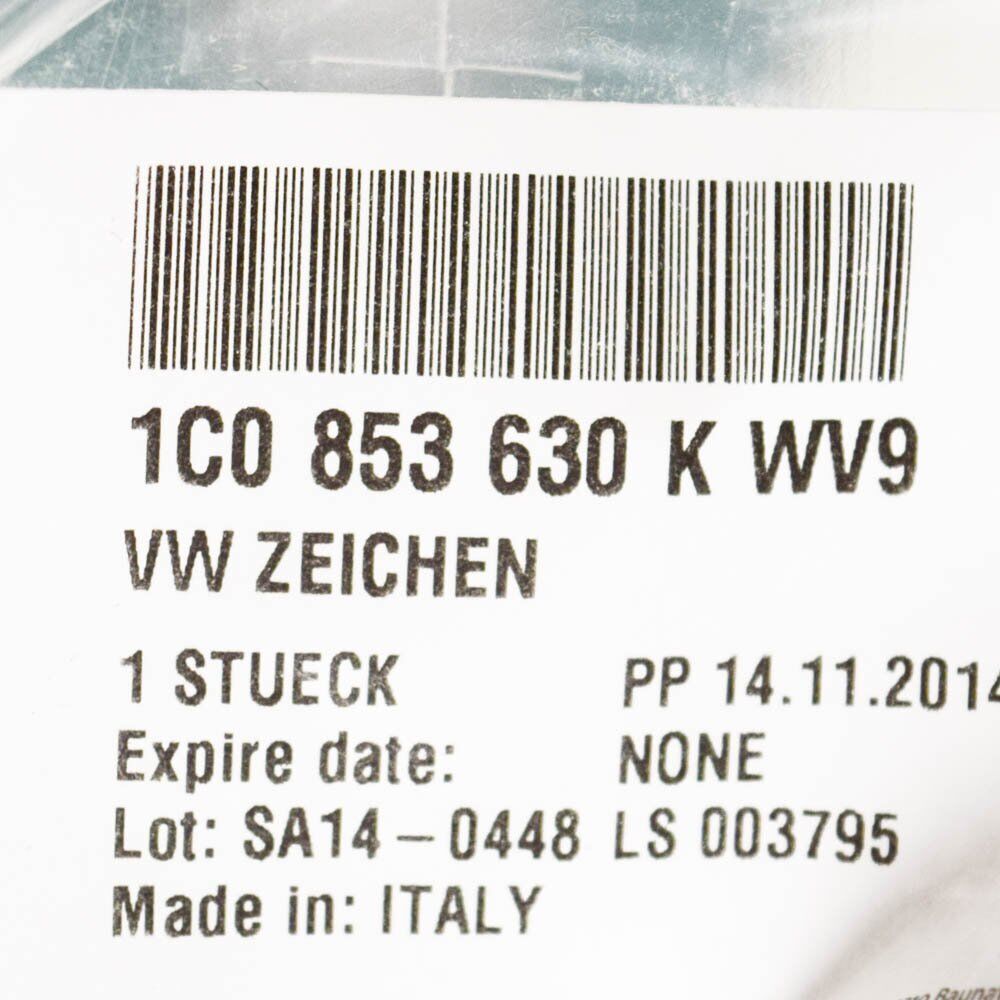 1C0 853 630 K WV9
VW ZEICHEN
1 STUECK PP 14.11.2014
Expire date: NONE
Lot: SA14-0448 LS 003795
Made in: ITALY